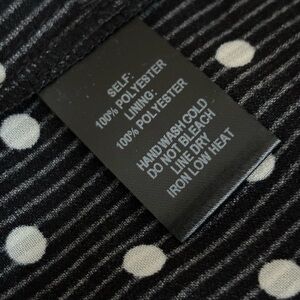 SELF:
100% POLYESTER
LINING:
100% POLYESTER
HAND WASH COLD
DO NOT BLEACH
LINE DRY
IRON LOW HEAT